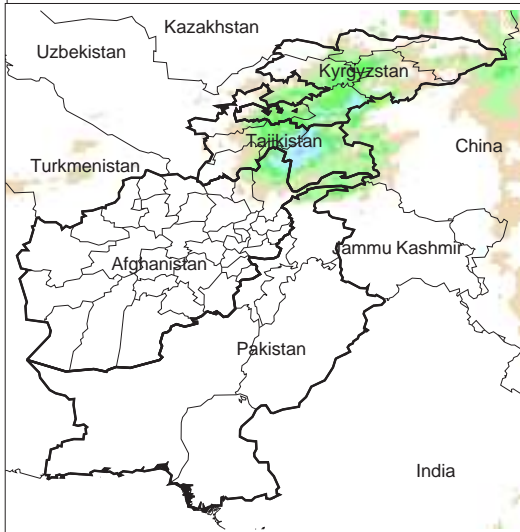 Kazakhstan
Uzbekistan
Kyrgyzstan
Tajikistan
China
Turkmenistan
Jammu Kashmir
Afghanistan
Pakistan
India